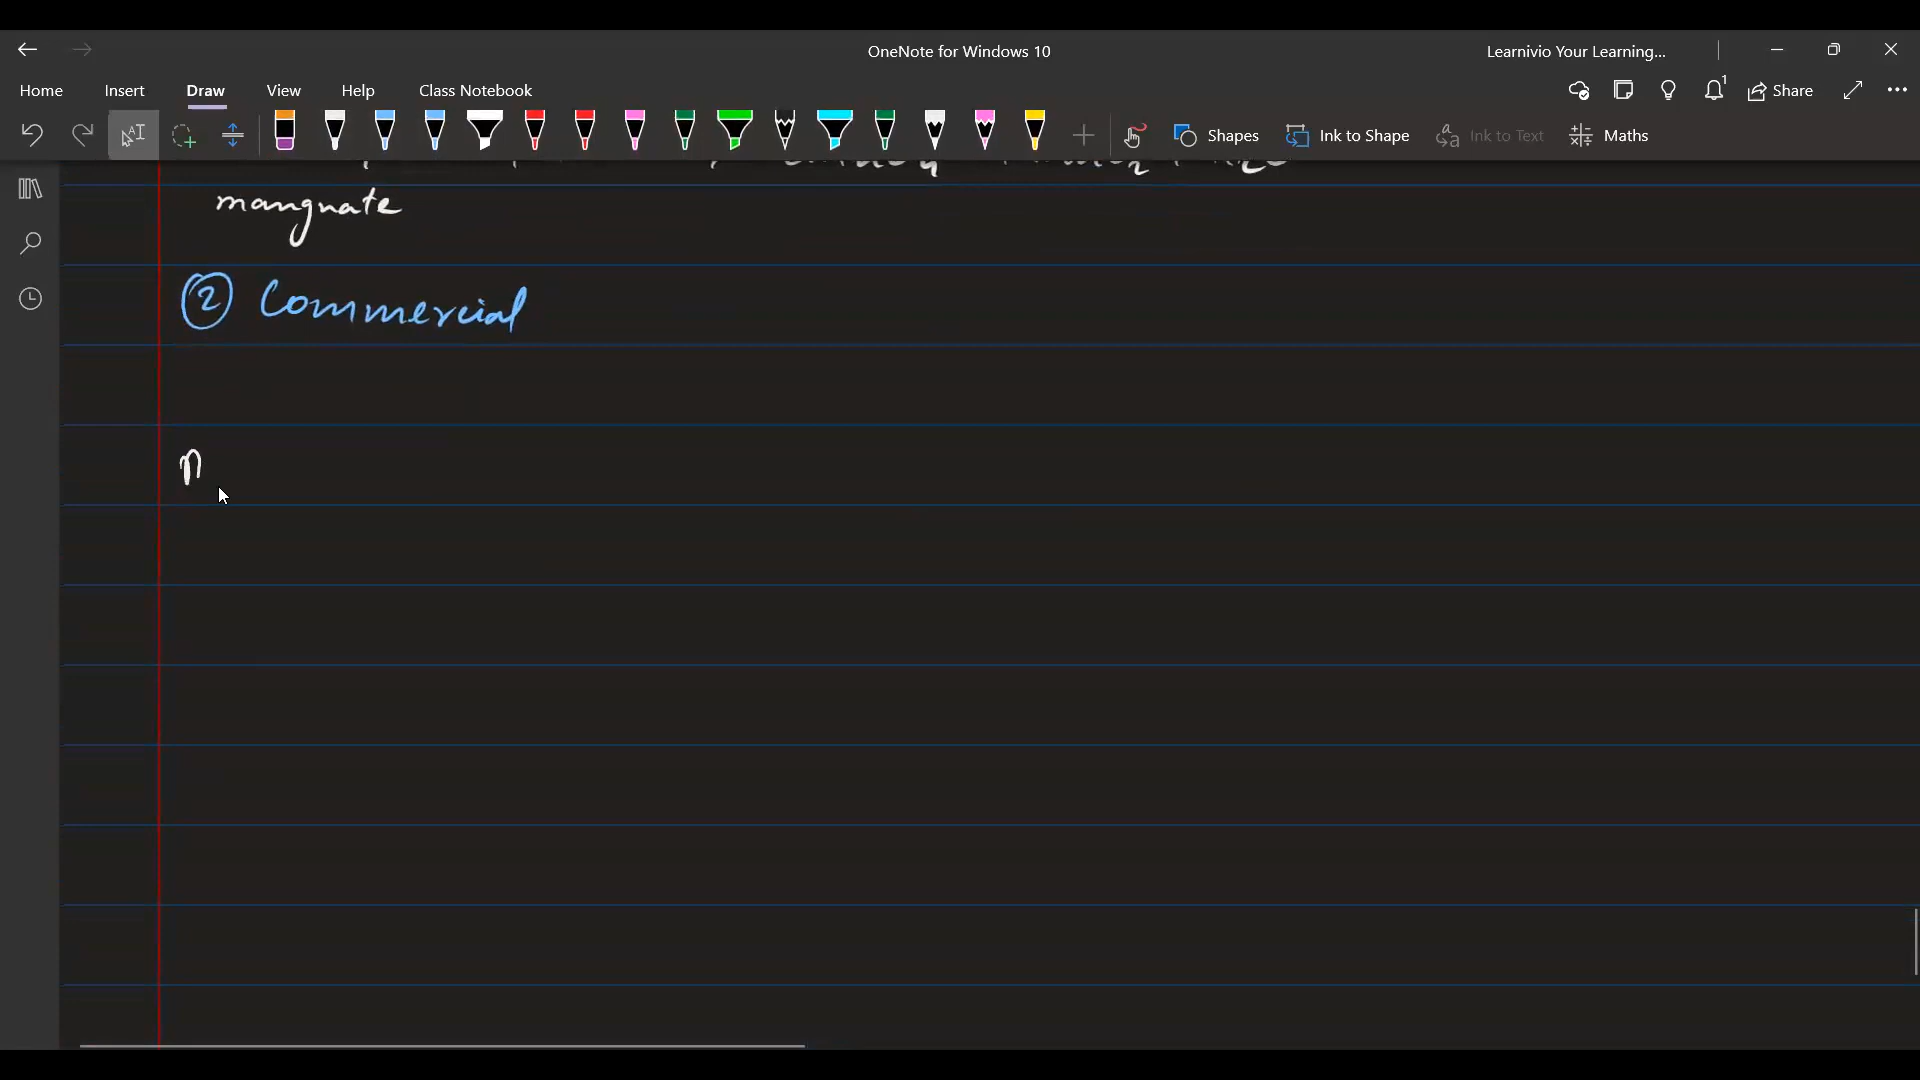 OneNote for Windows 10
Learnivio Your Learning...
Home Insert Draw View Help Class Notebook
1
Share
Shapes Ink to Shape Ink to Text Maths
mangnate
② Commercial
n